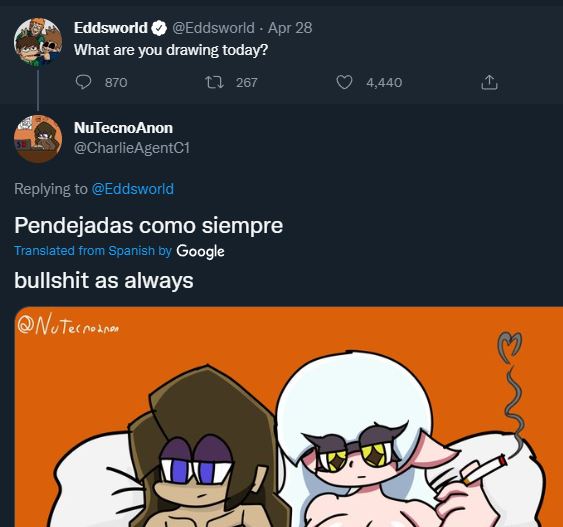 Eddsworld @Eddsworld · Apr 28
What are you drawing today?
870 267 4,440
NuTecnoAnon
@CharlieAgentC1
Replying to @Eddsworld
Pendejadas como siempre
Translated from Spanish by Google
bullshit as always
@NuTecnoAnon